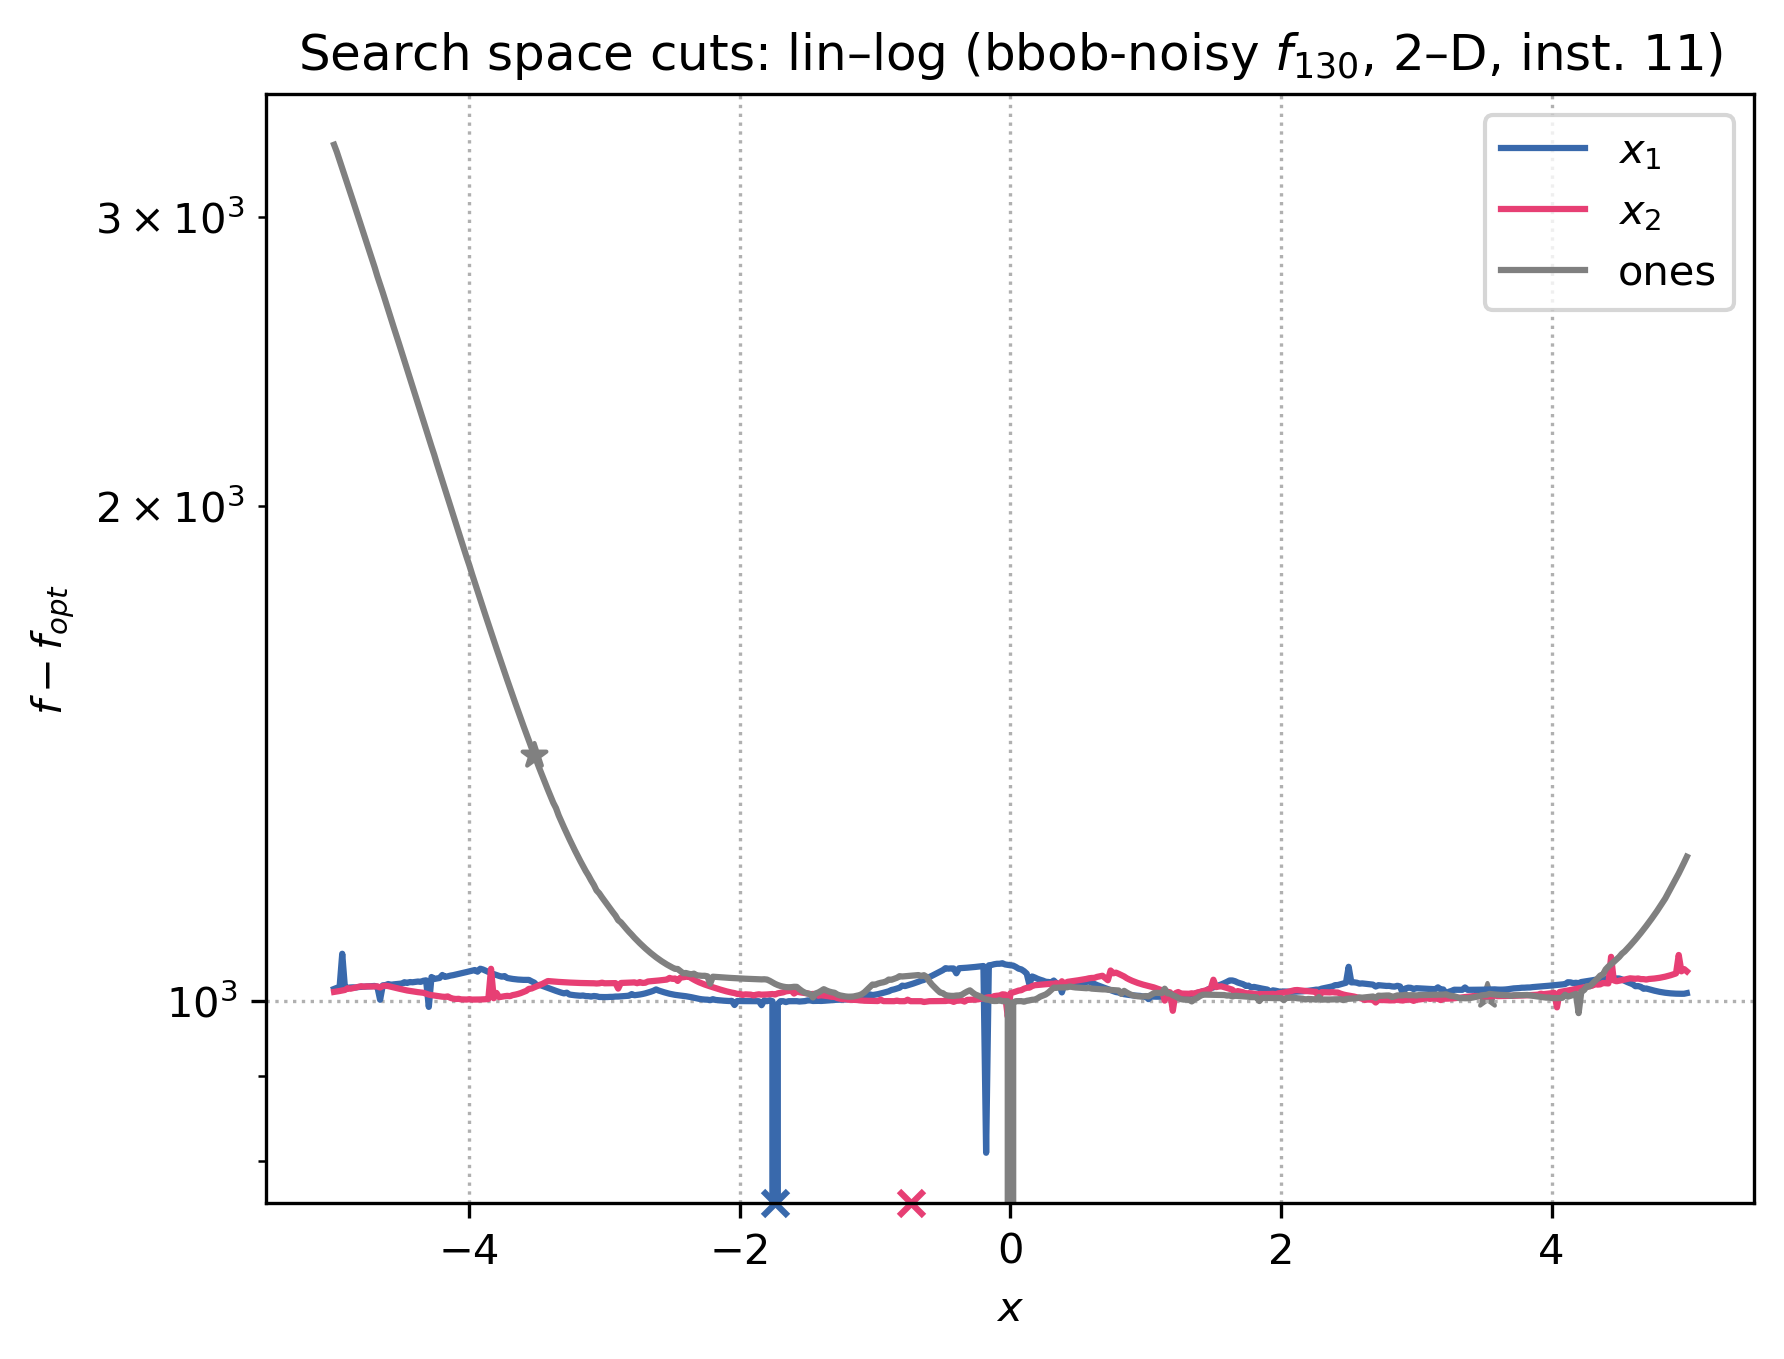 Search space cuts: lin–log (bbob-noisy f₁₃₀, 2–D, inst. 11)
x₁
x₂
ones
3 × 10³
2 × 10³
10³
f − fₒₚₜ
−4 −2 0 2 4
x